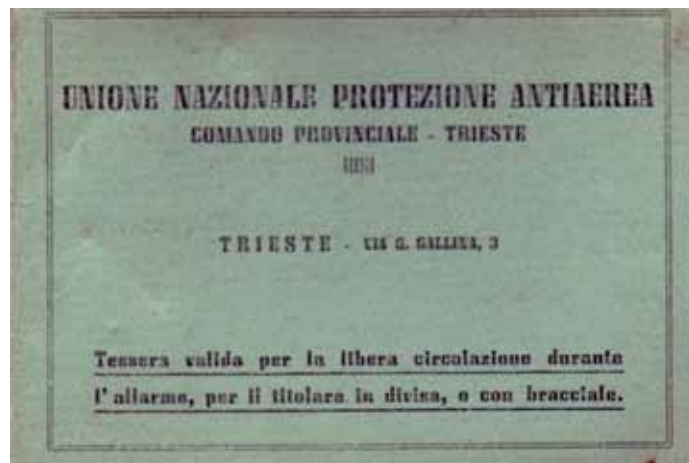 UNIONE NAZIONALE PROTEZIONE ANTIAEREA
COMANDO PROVINCIALE - TRIESTE
TRIESTE - VIA G. GALLINA, 3
Tessera valida per la libera circolazione durante
l'allarme, per il titolare in divisa, o con bracciale.